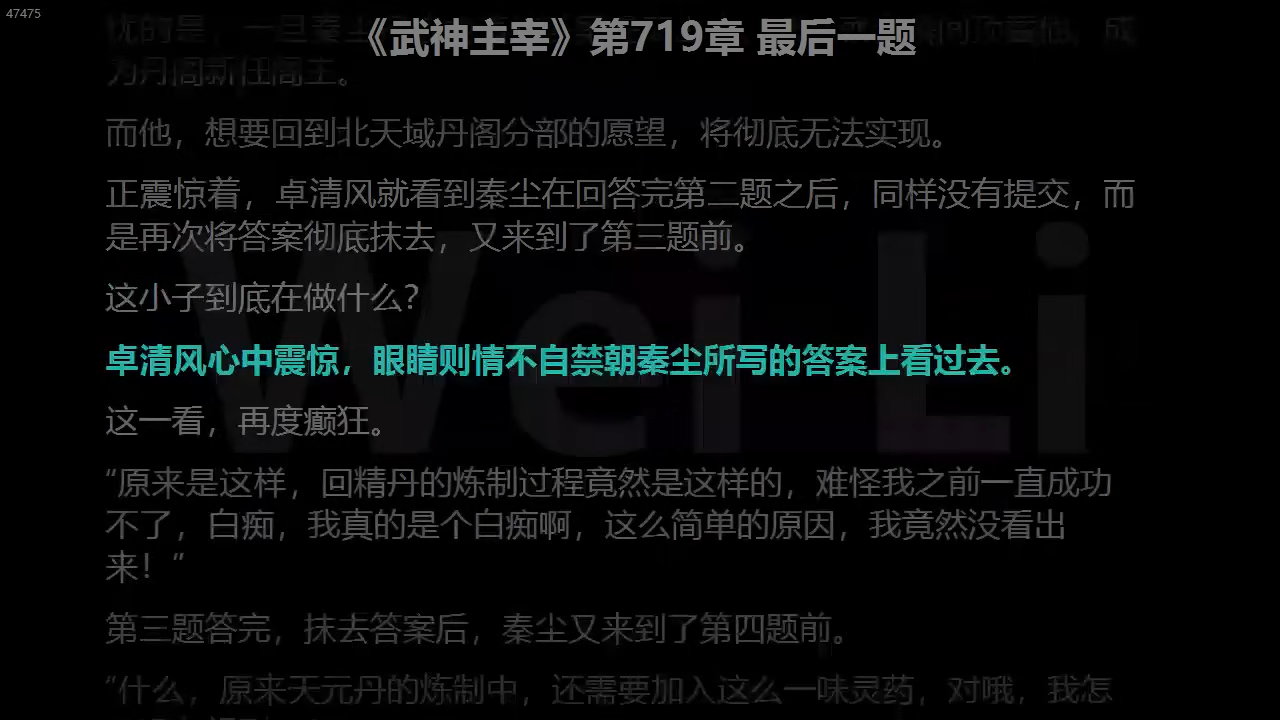 47475
《武神主宰》第719章 最后一题
为丹阁新任阁主。
而他，想要回到北天域丹阁分部的愿望，将彻底无法实现。
正震惊着，卓清风就看到秦尘在回答完第二题之后，同样没有提交，而
是再次将答案彻底抹去，又来到了第三题前。
这小子到底在做什么？
卓清风心中震惊，眼睛则情不自禁朝秦尘所写的答案上看过去。
这一看，再度癫狂。
“原来是这样，回精丹的炼制过程竟然是这样的，难怪我之前一直成功
不了，白痴，我真的是个白痴啊，这么简单的原因，我竟然没看出
来！”
第三题答完，抹去答案后，秦尘又来到了第四题前。
“什么，原来天元丹的炼制中，还需要加入这么一味灵药，对哦，我怎
Wei Li